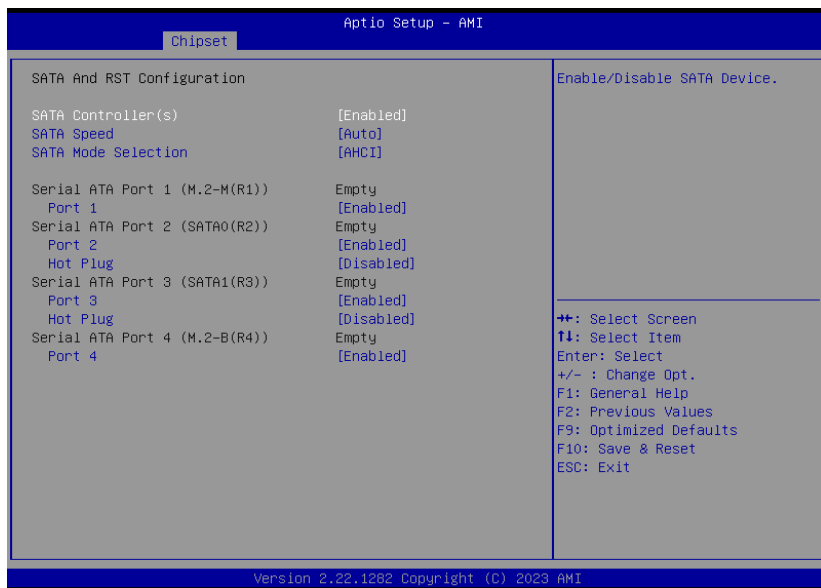 Aptio Setup – AMI
Chipset
SATA And RST Configuration
SATA Controller(s) [Enabled]
SATA Speed [Auto]
SATA Mode Selection [AHCI]
Serial ATA Port 1 (M.2-M(R1)) Empty
Port 1 [Enabled]
Serial ATA Port 2 (SATA0(R2)) Empty
Port 2 [Enabled]
Hot Plug [Disabled]
Serial ATA Port 3 (SATA1(R3)) Empty
Port 3 [Enabled]
Hot Plug [Disabled]
Serial ATA Port 4 (M.2-B(R4)) Empty
Port 4 [Enabled]
Enable/Disable SATA Device.
→←: Select Screen
↑↓: Select Item
Enter: Select
+/- : Change Opt.
F1: General Help
F2: Previous Values
F9: Optimized Defaults
F10: Save & Reset
ESC: Exit
Version 2.22.1282 Copyright (C) 2023 AMI